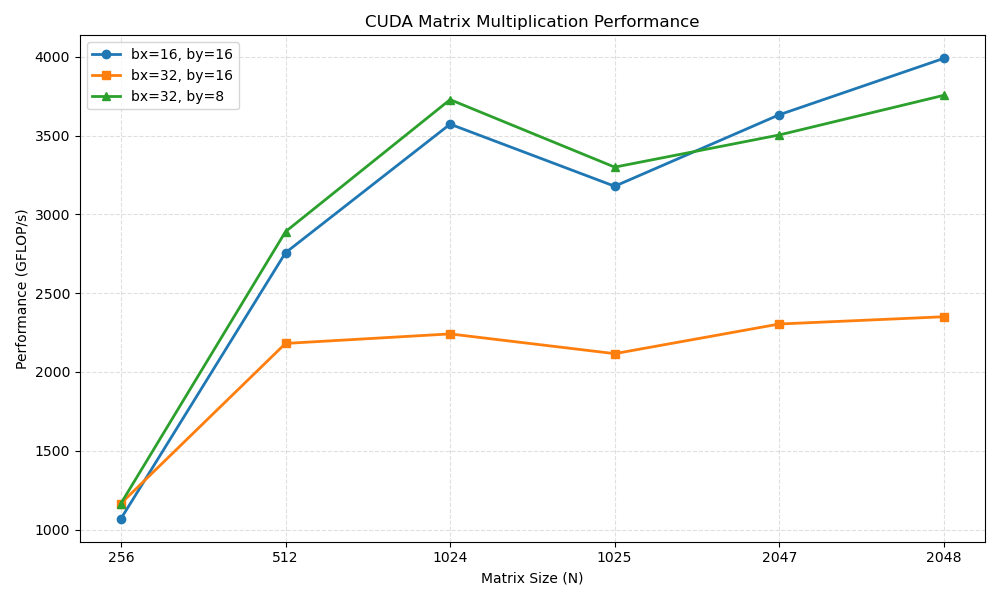 CUDA Matrix Multiplication Performance
bx=16, by=16
bx=32, by=16
bx=32, by=8
Performance (GFLOP/s)
4000
3500
3000
2500
2000
1500
1000
256 512 1024 1025 2047 2048
Matrix Size (N)